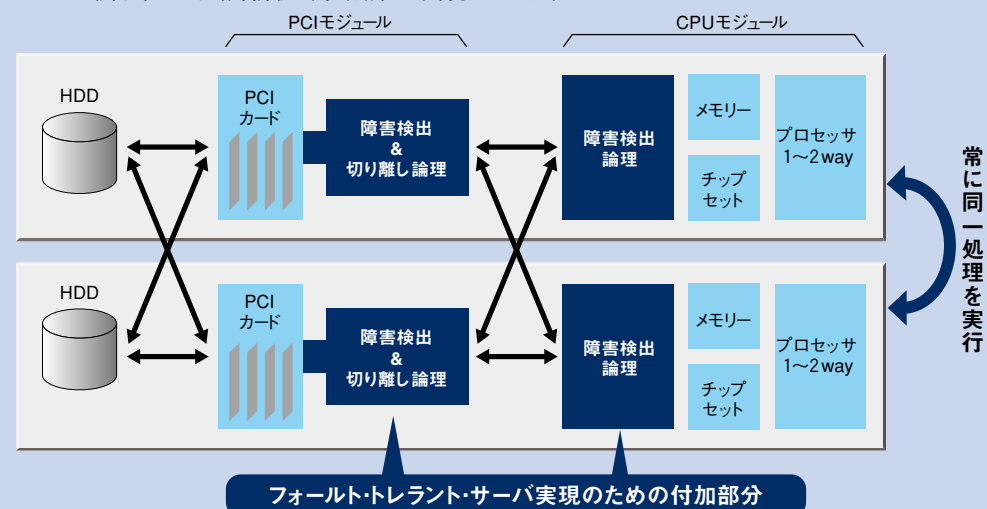 PCIモジュール
CPUモジュール
HDD
PCI
カード
障害検出
&
切り離し論理
障害検出
論理
メモリー
チップ
セット
プロセッサ
1〜2way
常に同一処理を実行
HDD
PCI
カード
障害検出
&
切り離し論理
障害検出
論理
メモリー
チップ
セット
プロセッサ
1〜2way
フォールト・トレラント・サーバ実現のための付加部分